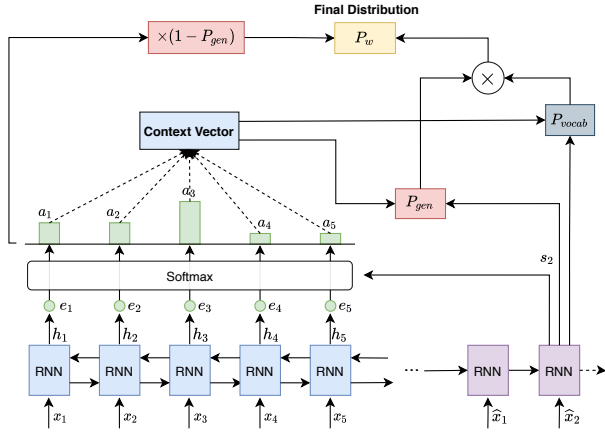 Final Distribution
×(1 − P_gen)
P_w
×
Context Vector
P_vocab
a_3
a_1
a_2
a_4
a_5
P_gen
s_2
Softmax
e_1
e_2
e_3
e_4
e_5
h_1
h_2
h_3
h_4
h_5
RNN
RNN
RNN
RNN
RNN
...
RNN
RNN
x_1
x_2
x_3
x_4
x_5
x̂_1
x̂_2